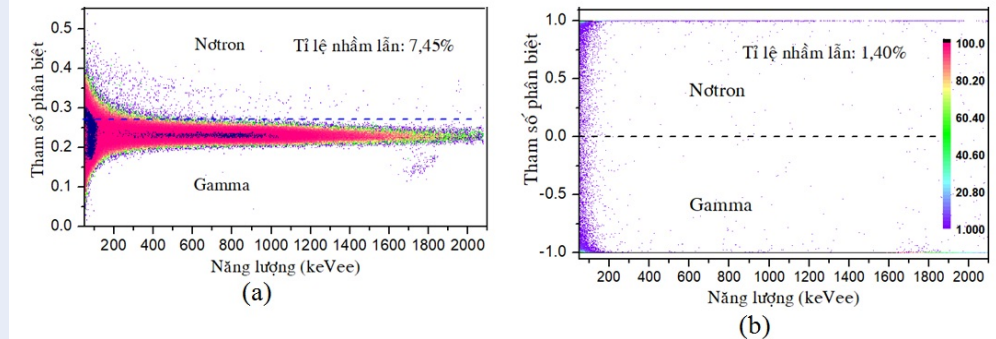 Tham số phân biệt
0.5
0.4
0.3
0.2
0.1
0.0
Nơtron
Tỉ lệ nhầm lẫn: 7,45%
Gamma
200 400 600 800 1000 1200 1400 1600 1800 2000
Năng lượng (keVee)
(a)
Tham số phân biệt
1.0
0.5
0.0
-0.5
-1.0
Tỉ lệ nhầm lẫn: 1,40%
Nơtron
Gamma
100.0
80.20
60.40
40.60
20.80
1.000
200 400 600 800 1000 1200 1400 1600 1800 2000
Năng lượng (keVee)
(b)